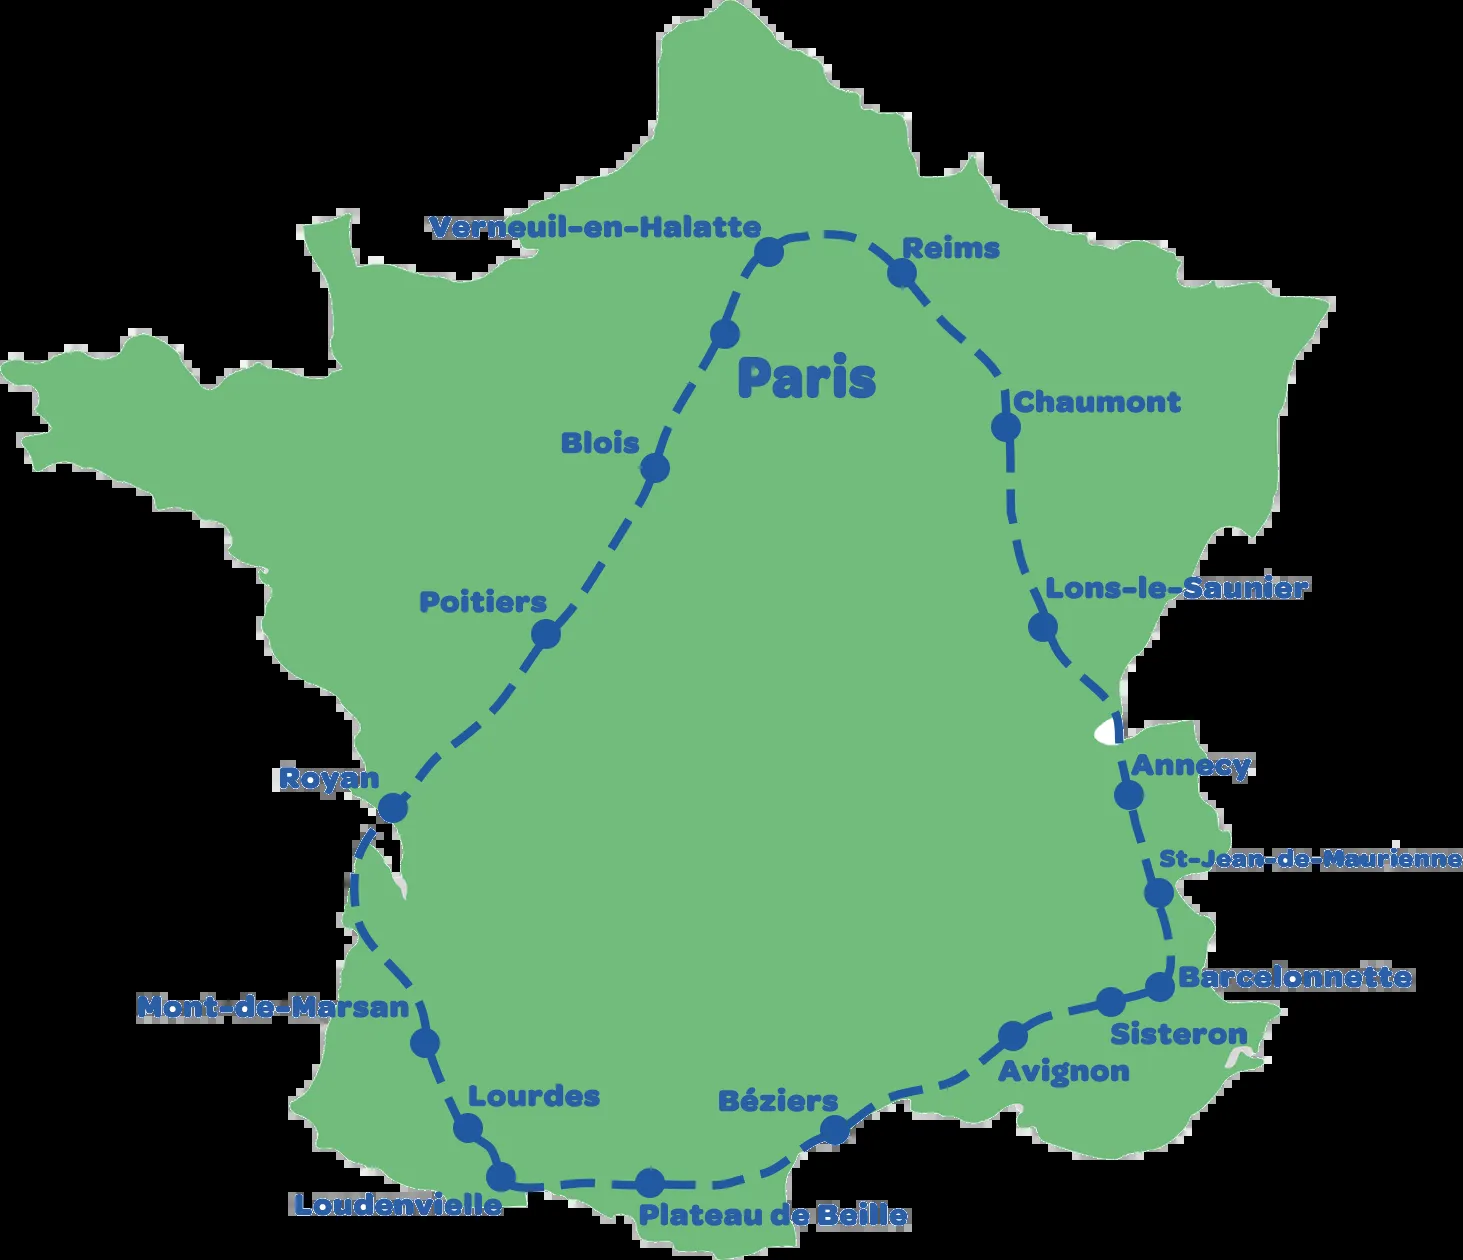 Verneuil-en-Halatte
Reims
Paris
Chaumont
Blois
Lons-le-Saunier
Poitiers
Annecy
Royan
St-Jean-de-Maurienne
Barcelonnette
Mont-de-Marsan
Sisteron
Avignon
Lourdes
Béziers
Loudenvielle
Plateau de Beille